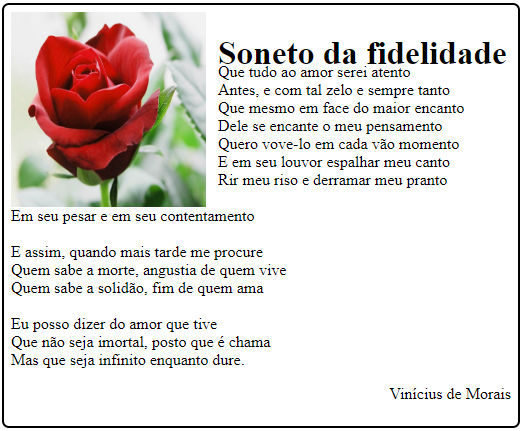 Soneto da fidelidade
Que tudo ao amor serei atento
Antes, e com tal zelo e sempre tanto
Que mesmo em face do maior encanto
Dele se encante o meu pensamento
Quero vove-lo em cada vão momento
E em seu louvor espalhar meu canto
Rir meu riso e derramar meu pranto
Em seu pesar e em seu contentamento
E assim, quando mais tarde me procure
Quem sabe a morte, angustia de quem vive
Quem sabe a solidão, fim de quem ama
Eu posso dizer do amor que tive
Que não seja imortal, posto que é chama
Mas que seja infinito enquanto dure.
Vinícius de Morais